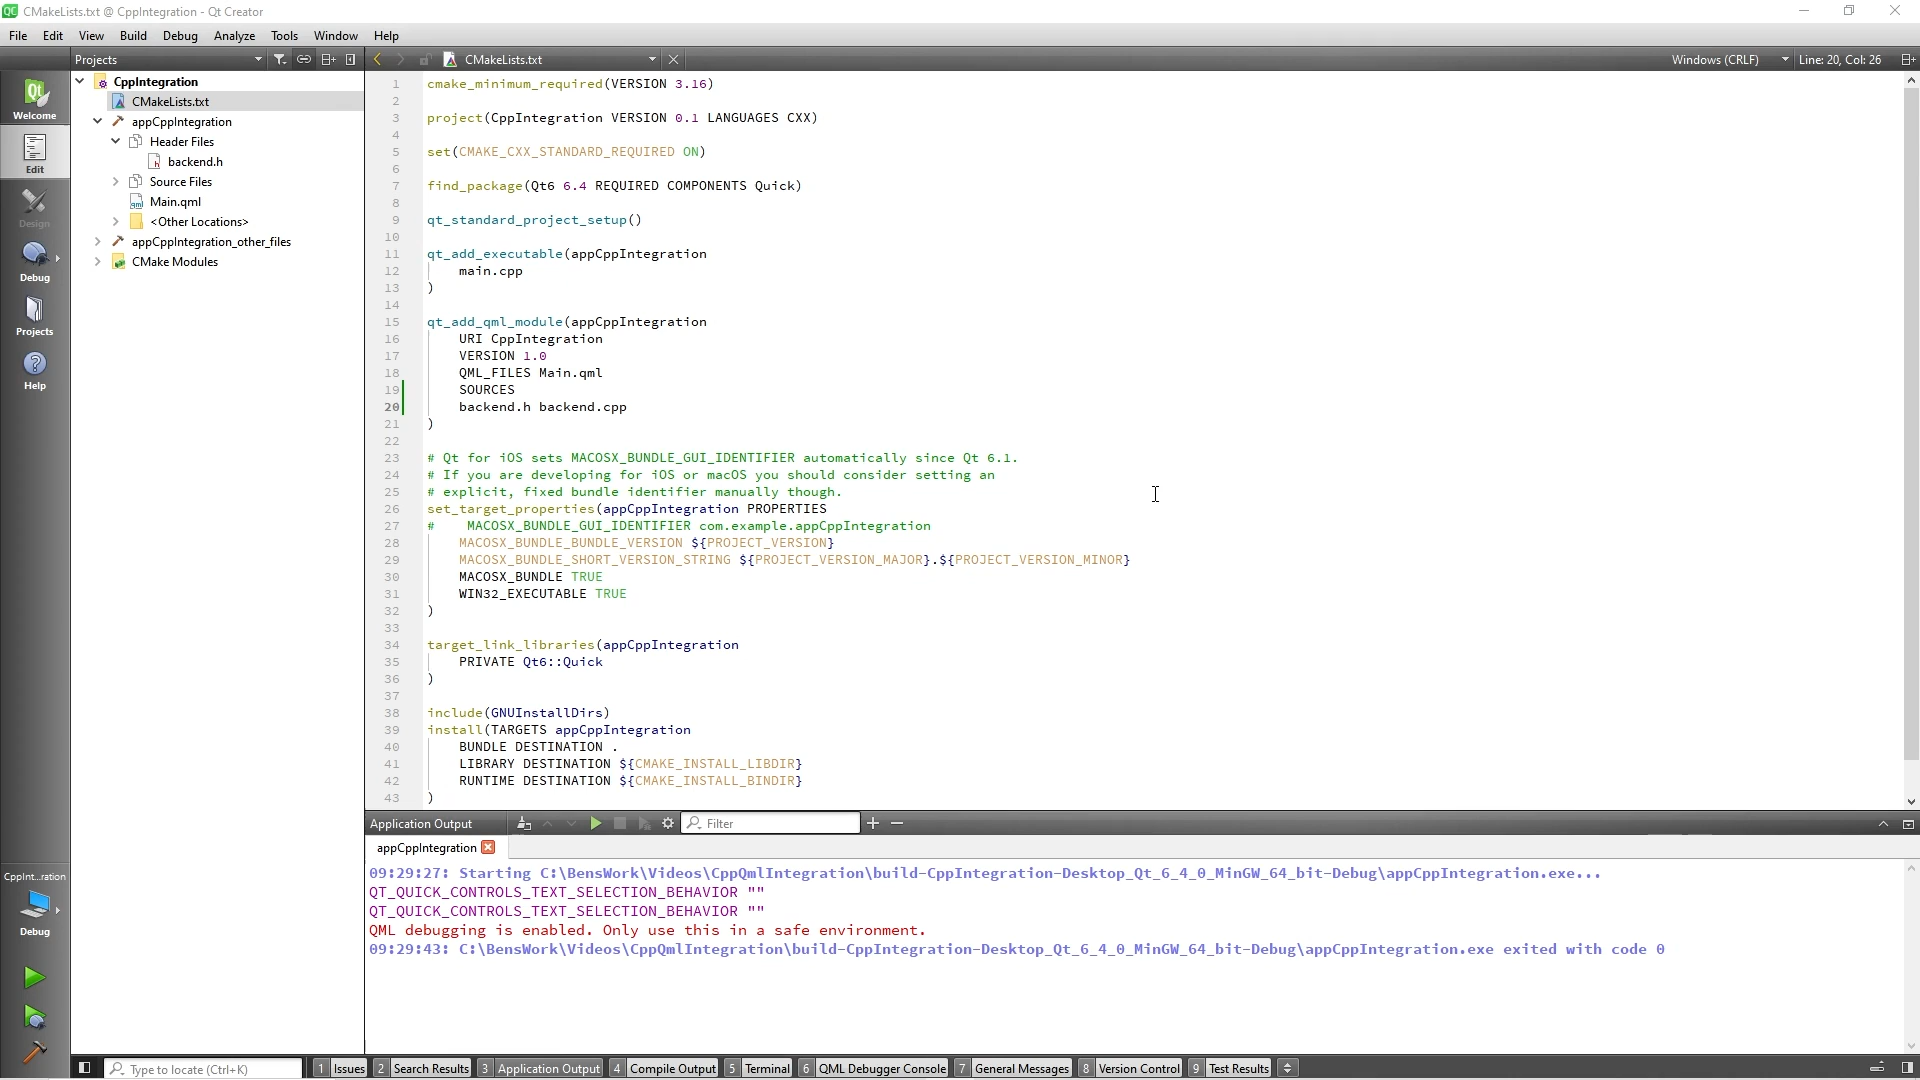 CMakeLists.txt @ CppIntegration - Qt Creator
File Edit View Build Debug Analyze Tools Window Help
Projects
CMakeLists.txt
Windows (CRLF)
Line: 20, Col: 26
Welcome
Edit
Design
Debug
Projects
Help
CppIntegration
CMakeLists.txt
appCppIntegration
Header Files
backend.h
Source Files
Main.qml
<Other Locations>
appCppIntegration_other_files
CMake Modules
1 cmake_minimum_required(VERSION 3.16)
2
3 project(CppIntegration VERSION 0.1 LANGUAGES CXX)
4
5 set(CMAKE_CXX_STANDARD_REQUIRED ON)
6
7 find_package(Qt6 6.4 REQUIRED COMPONENTS Quick)
8
9 qt_standard_project_setup()
10
11 qt_add_executable(appCppIntegration
12 main.cpp
13 )
14
15 qt_add_qml_module(appCppIntegration
16 URI CppIntegration
17 VERSION 1.0
18 QML_FILES Main.qml
19 SOURCES
20 backend.h backend.cpp
21 )
22
23 # Qt for iOS sets MACOSX_BUNDLE_GUI_IDENTIFIER automatically since Qt 6.1.
24 # If you are developing for iOS or macOS you should consider setting an
25 # explicit, fixed bundle identifier manually though.
26 set_target_properties(appCppIntegration PROPERTIES
27 # MACOSX_BUNDLE_GUI_IDENTIFIER com.example.appCppIntegration
28 MACOSX_BUNDLE_BUNDLE_VERSION ${PROJECT_VERSION}
29 MACOSX_BUNDLE_SHORT_VERSION_STRING ${PROJECT_VERSION_MAJOR}.${PROJECT_VERSION_MINOR}
30 MACOSX_BUNDLE TRUE
31 WIN32_EXECUTABLE TRUE
32 )
33
34 target_link_libraries(appCppIntegration
35 PRIVATE Qt6::Quick
36 )
37
38 include(GNUInstallDirs)
39 install(TARGETS appCppIntegration
40 BUNDLE DESTINATION .
41 LIBRARY DESTINATION ${CMAKE_INSTALL_LIBDIR}
42 RUNTIME DESTINATION ${CMAKE_INSTALL_BINDIR}
43 )
Application Output
Filter
appCppIntegration
09:29:27: Starting C:\BensWork\Videos\CppQmlIntegration\build-CppIntegration-Desktop_Qt_6_4_0_MinGW_64_bit-Debug\appCppIntegration.exe...
QT_QUICK_CONTROLS_TEXT_SELECTION_BEHAVIOR ""
QT_QUICK_CONTROLS_TEXT_SELECTION_BEHAVIOR ""
QML debugging is enabled. Only use this in a safe environment.
09:29:43: C:\BensWork\Videos\CppQmlIntegration\build-CppIntegration-Desktop_Qt_6_4_0_MinGW_64_bit-Debug\appCppIntegration.exe exited with code 0
CppInt...ration
Debug
Type to locate (Ctrl+K)
1 Issues 2 Search Results 3 Application Output 4 Compile Output 5 Terminal 6 QML Debugger Console 7 General Messages 8 Version Control 9 Test Results